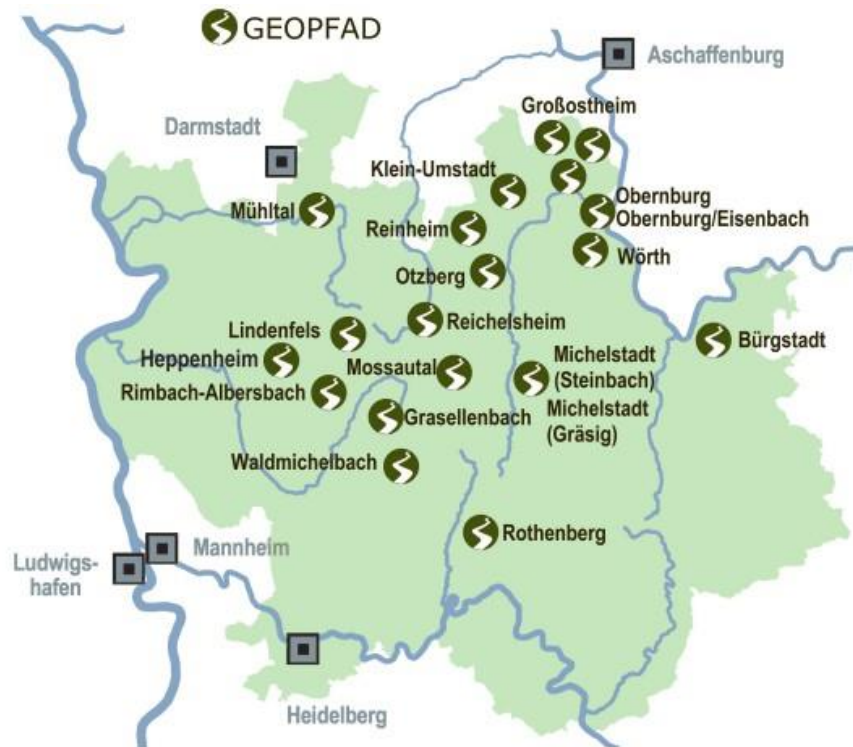 GEOPFAD
Aschaffenburg
Großostheim
Darmstadt
Klein-Umstadt
Mühltal
Obernburg
Obernburg/Eisenbach
Reinheim
Wörth
Otzberg
Lindenfels
Reichelsheim
Bürgstadt
Heppenheim
Mossautal
Michelstadt
(Steinbach)
Rimbach-Albersbach
Michelstadt
(Gräsig)
Grasellenbach
Waldmichelbach
Rothenberg
Mannheim
Ludwigs-
hafen
Heidelberg